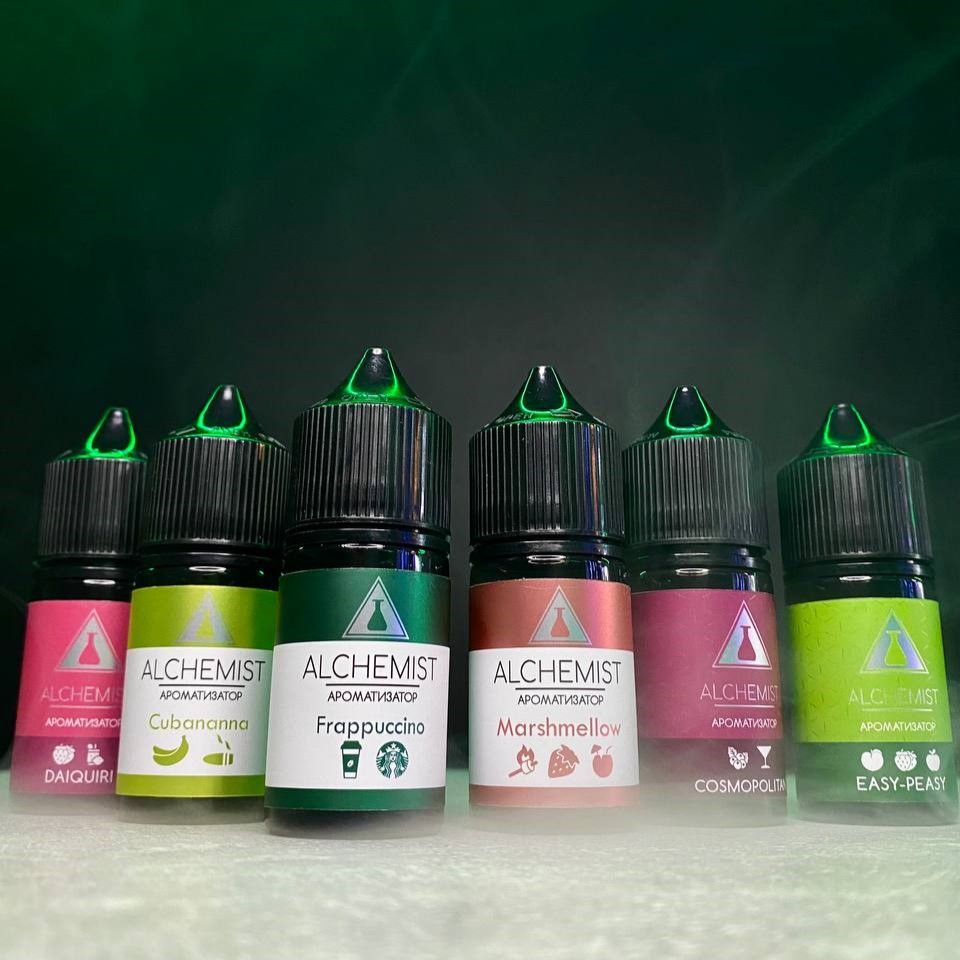 ALCHEMIST
АРОМАТИЗАТОР
DAIQUIRI
ALCHEMIST
АРОМАТИЗАТОР
Cubananna
ALCHEMIST
АРОМАТИЗАТОР
Frappuccino
ALCHEMIST
АРОМАТИЗАТОР
Marshmellow
ALCHEMIST
АРОМАТИЗАТОР
COSMOPOLITAN
ALCHEMIST
АРОМАТИЗАТОР
EASY-PEASY